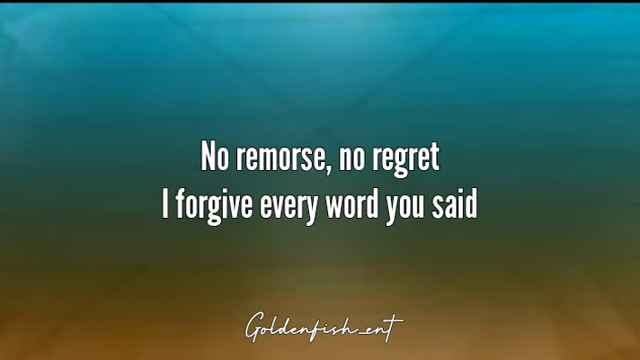 No remorse, no regret
I forgive every word you said
Goldenfish_ent